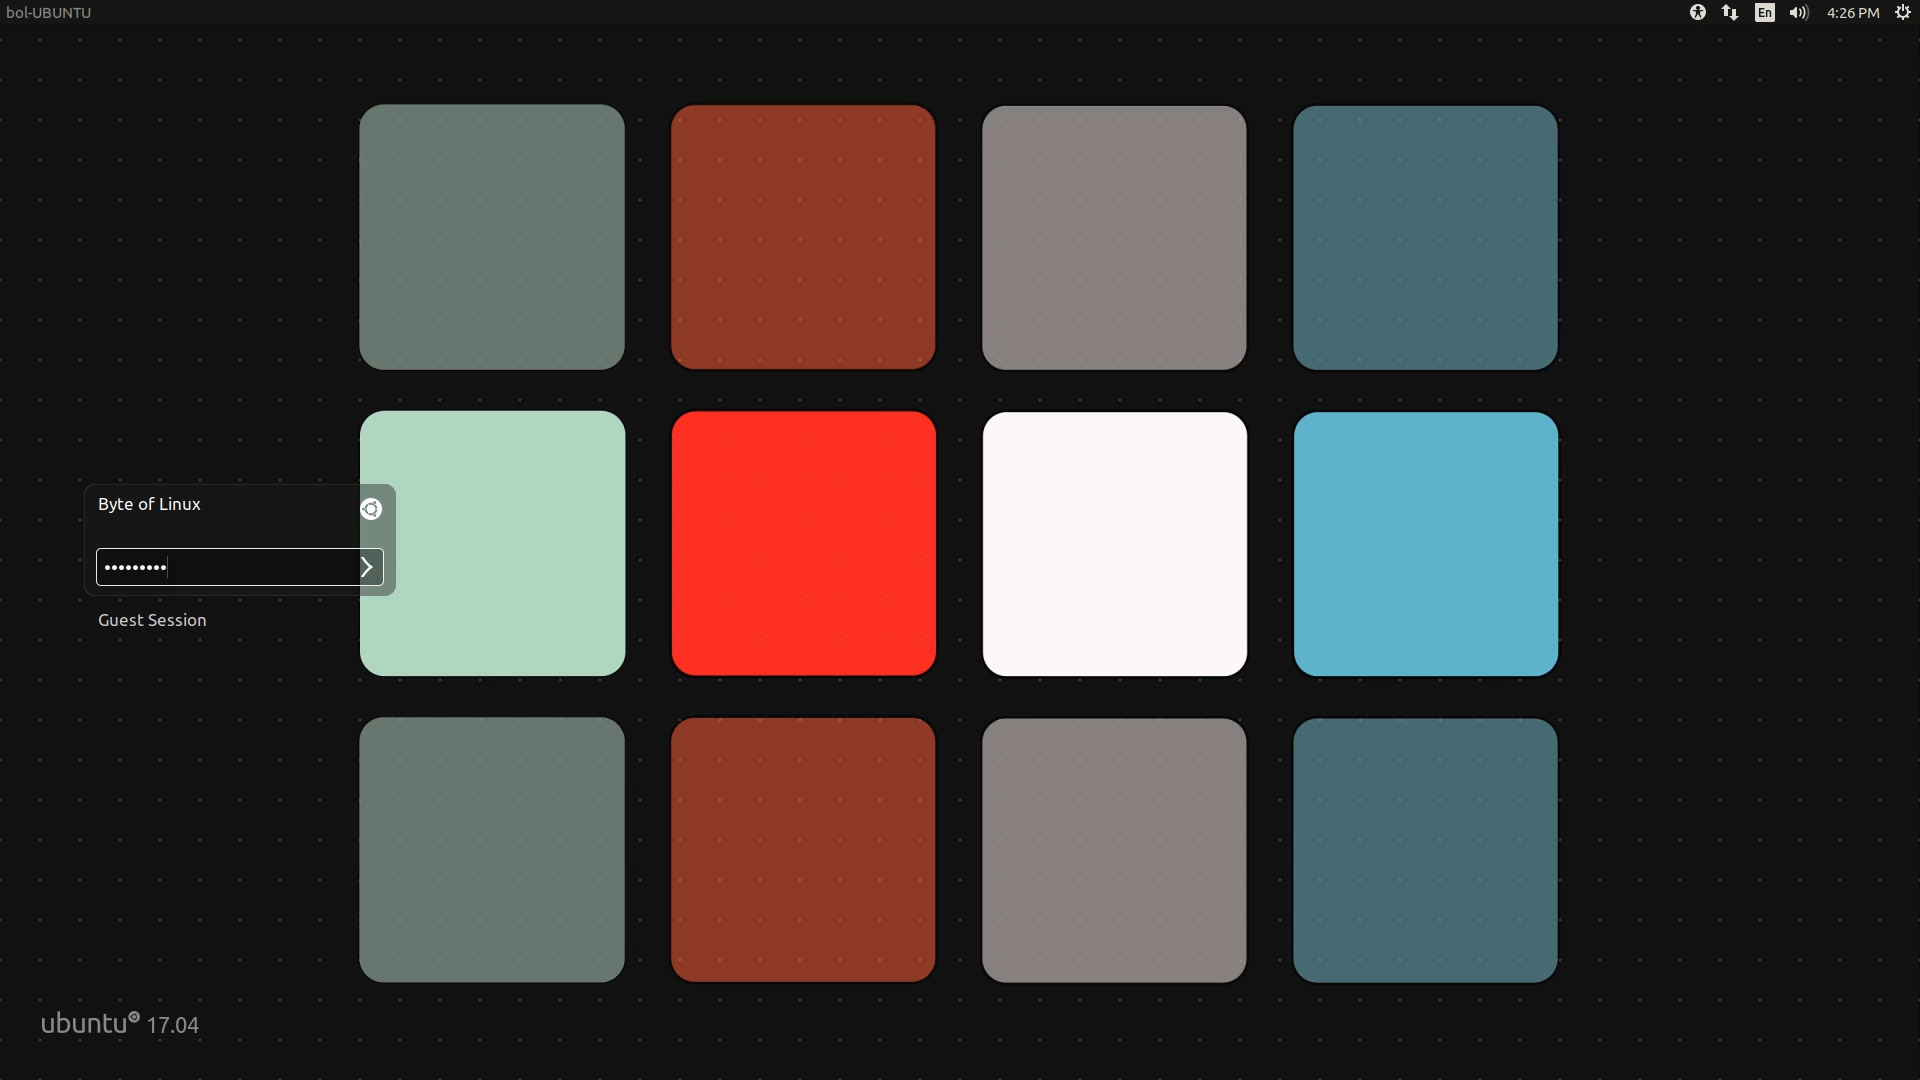 bol-UBUNTU
En
4:26 PM
Byte of Linux
•••••••••
Guest Session
ubuntu 17.04